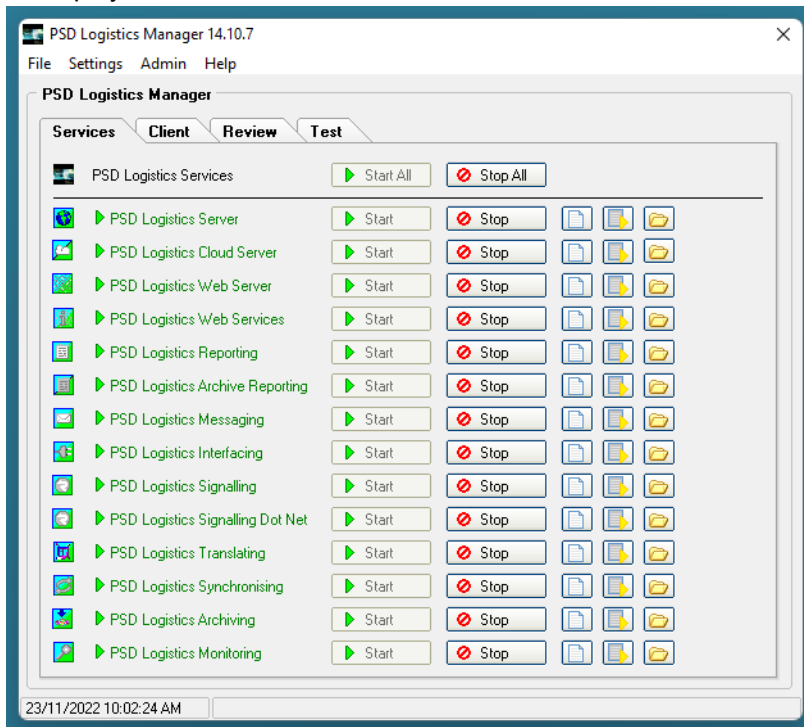 PSD Logistics Manager 14.10.7
File Settings Admin Help
PSD Logistics Manager
Services Client Review Test
PSD Logistics Services Start All Stop All
PSD Logistics Server Start Stop
PSD Logistics Cloud Server Start Stop
PSD Logistics Web Server Start Stop
PSD Logistics Web Services Start Stop
PSD Logistics Reporting Start Stop
PSD Logistics Archive Reporting Start Stop
PSD Logistics Messaging Start Stop
PSD Logistics Interfacing Start Stop
PSD Logistics Signalling Start Stop
PSD Logistics Signalling Dot Net Start Stop
PSD Logistics Translating Start Stop
PSD Logistics Synchronising Start Stop
PSD Logistics Archiving Start Stop
PSD Logistics Monitoring Start Stop
23/11/2022 10:02:24 AM